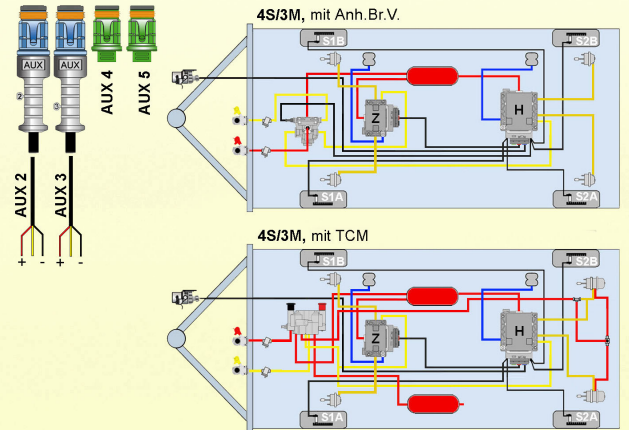 AUX
AUX
②
③
AUX 2
AUX 3
AUX 4
AUX 5
+ -
+ -
4S/3M, mit Anh.Br.V.
S1B
S2B
Z
H
S1A
S2A
4S/3M, mit TCM
S1B
S2B
Z
H
S1A
S2A